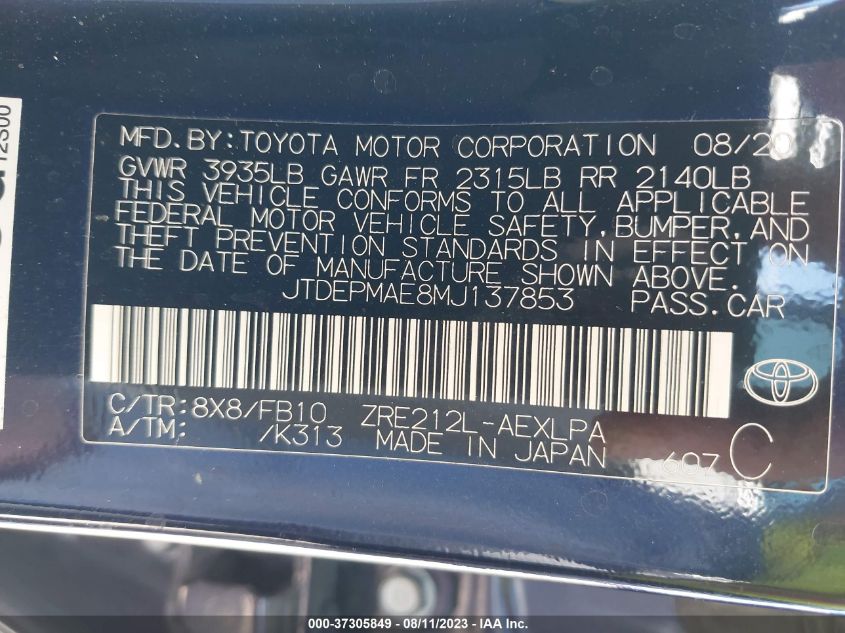 MFD.BY:TOYOTA MOTOR CORPORATION 08/20
GVWR 3935LB GAWR FR 2315LB RR 2140LB
THIS VEHICLE CONFORMS TO ALL APPLICABLE
FEDERAL MOTOR VEHICLE SAFETY, BUMPER, AND
THEFT PREVENTION STANDARDS IN EFFECT ON
THE DATE OF MANUFACTURE SHOWN ABOVE.
JTDEPMAE8MJ137853 PASS.CAR
C/TR:8X8/FB10 ZRE212L-AEXLPA
A/TM: /K313 MADE IN JAPAN 607 C
000-37305849 - 08/11/2023 - IAA Inc.